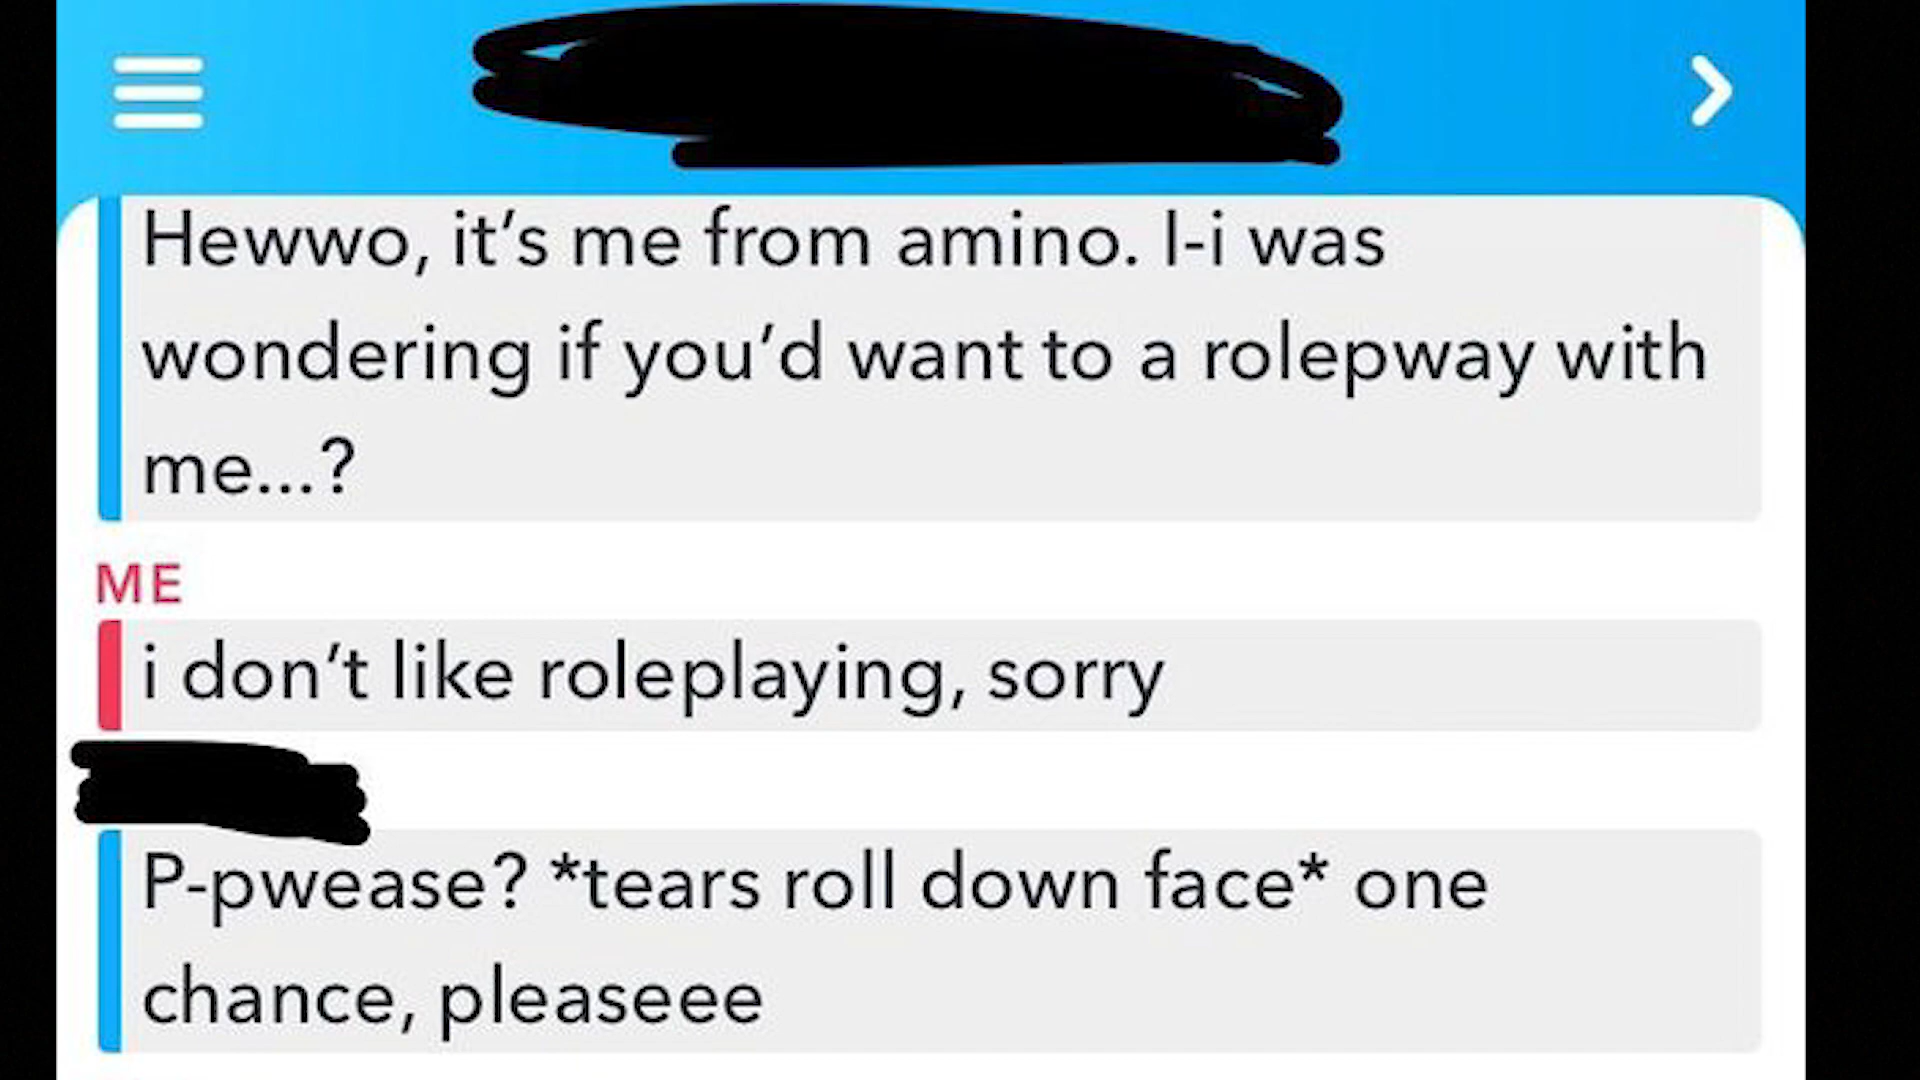 Hewwo, it's me from amino. I-i was
wondering if you'd want to a rolepway with
me...?
ME
i don't like roleplaying, sorry
P-pwease? *tears roll down face* one
chance, pleaseee